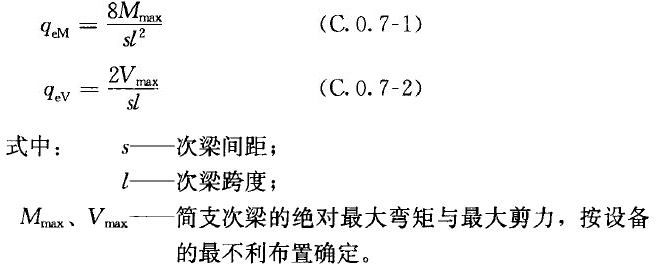 q_{eM} = \frac{8M_{max}}{sl^2} (C.0.7-1)
q_{eV} = \frac{2V_{max}}{sl} (C.0.7-2)
式中： s——次梁间距；
l——次梁跨度；
M_{max}、V_{max}——简支次梁的绝对最大弯矩与最大剪力，按设备
的最不利布置确定。